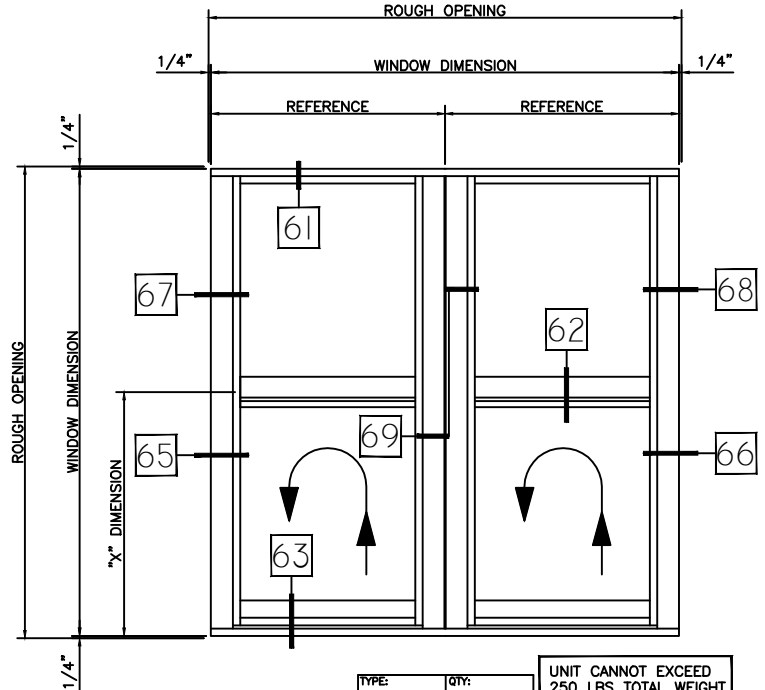 ROUGH OPENING
1/4"
WINDOW DIMENSION
1/4"
REFERENCE
REFERENCE
1/4"
61
67
68
62
ROUGH OPENING
WINDOW DIMENSION
69
65
66
"X" DIMENSION
63
1/4"
TYPE:
QTY:
UNIT CANNOT EXCEED
250 LBS TOTAL WEIGHT